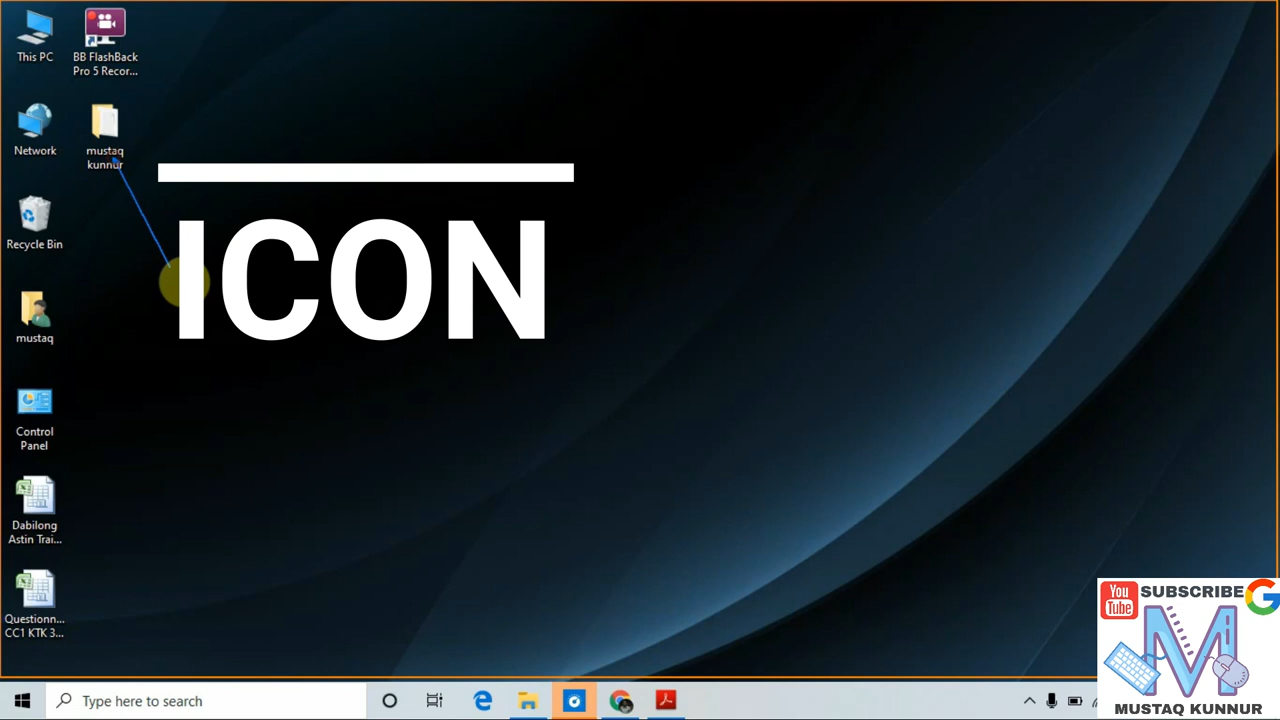 This PC
BB FlashBack
Pro 5 Recor...
Network
mustaq
kunnur
Recycle Bin
mustaq
Control
Panel
Dabilong
Astin Trai...
Questionn...
CC1 KTK 3...
ICON
You
Tube
SUBSCRIBE
G
M
MUSTAQ KUNNUR
Type here to search